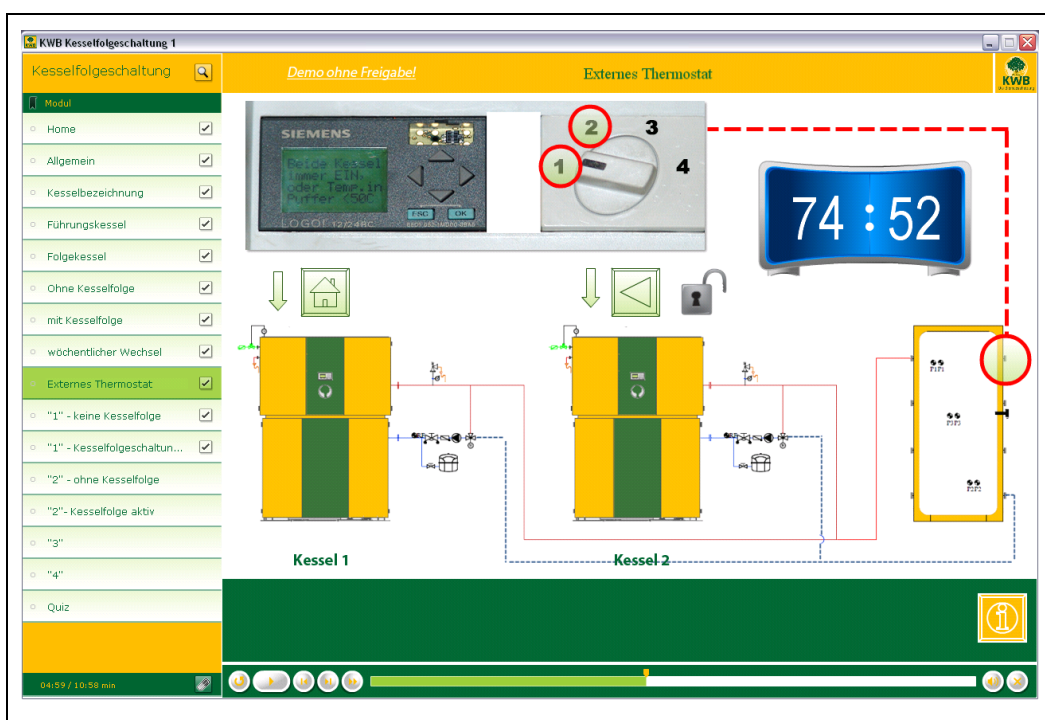 KWB Kesselfolgeschaltung 1
Kesselfolgeschaltung
Demo ohne Freigabe!
Externes Thermostat
KWB
Modul
Home
Allgemein
Kesselbezeichnung
Führungskessel
Folgekessel
Ohne Kesselfolge
mit Kesselfolge
wöchentlicher Wechsel
Externes Thermostat
"1" - keine Kesselfolge
"1" - Kesselfolgeschaltun...
"2" - ohne Kesselfolge
"2"- Kesselfolge aktiv
"3"
"4"
Quiz
04:59 / 10:58 min
SIEMENS
Beide Kessel
immer EIN,
oder Temp.in
Puffer <50C
ESC OK
LOGO! 12/24RC
1
2
3
4
74 : 52
Kessel 1
Kessel 2